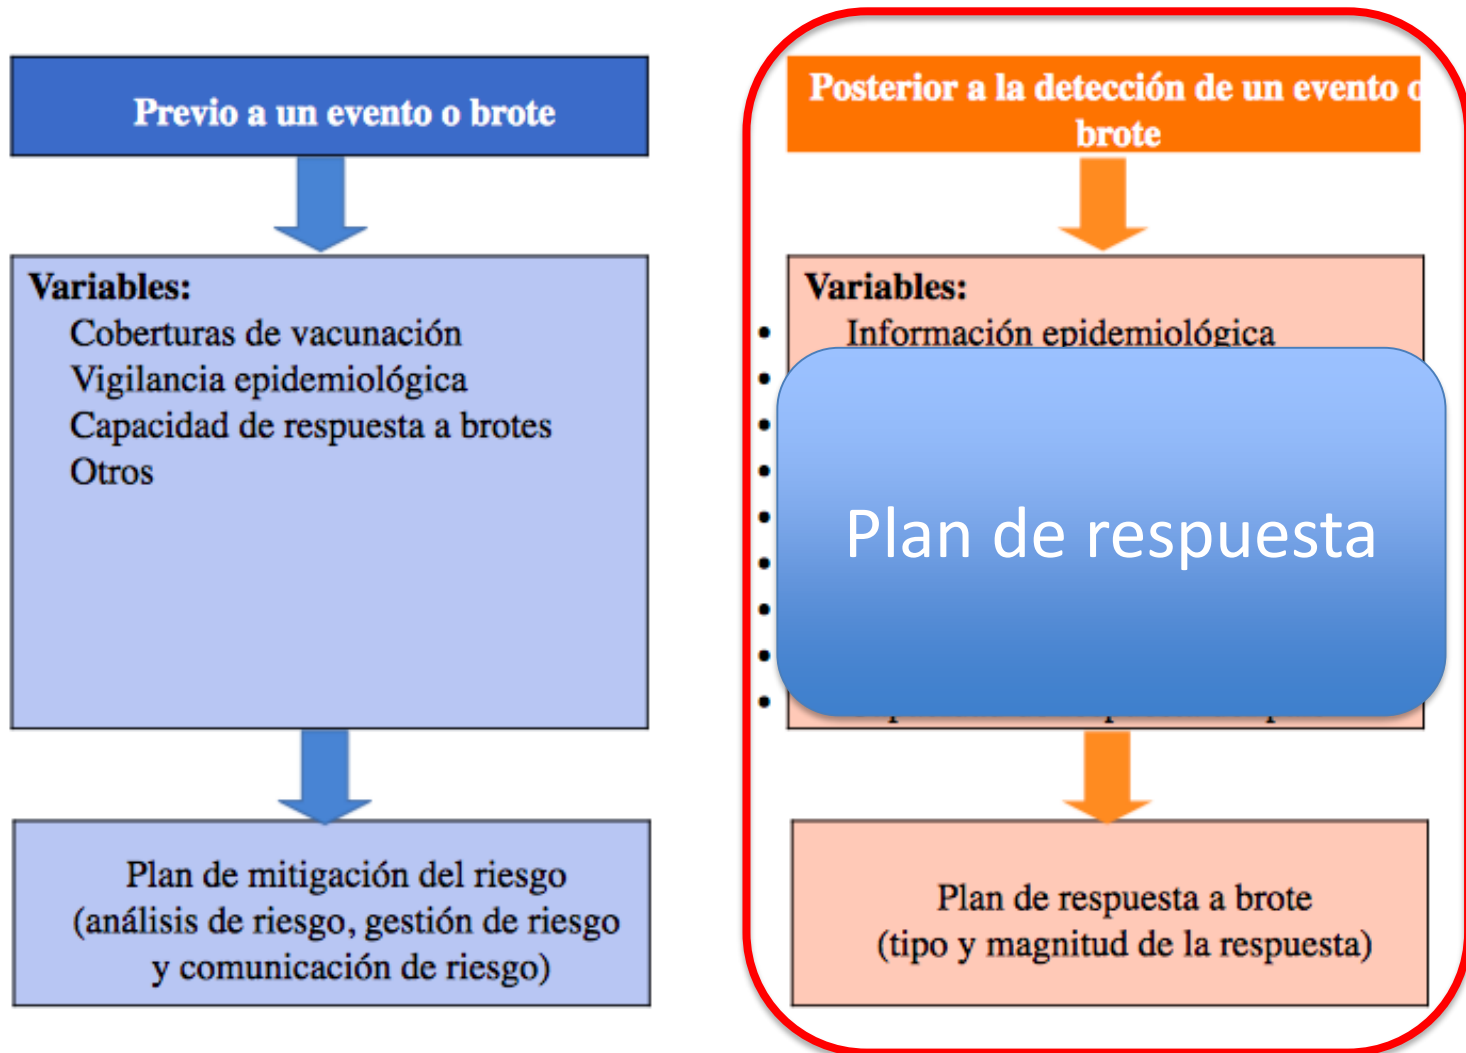 Previo a un evento o brote
Variables:
Coberturas de vacunación
Vigilancia epidemiológica
Capacidad de respuesta a brotes
Otros
Plan de mitigación del riesgo
(análisis de riesgo, gestión de riesgo
y comunicación de riesgo)
Posterior a la detección de un evento o
brote
Variables:
• Información epidemiológica
•
•
•
•
•
•
•
•
Plan de respuesta
Plan de respuesta a brote
(tipo y magnitud de la respuesta)